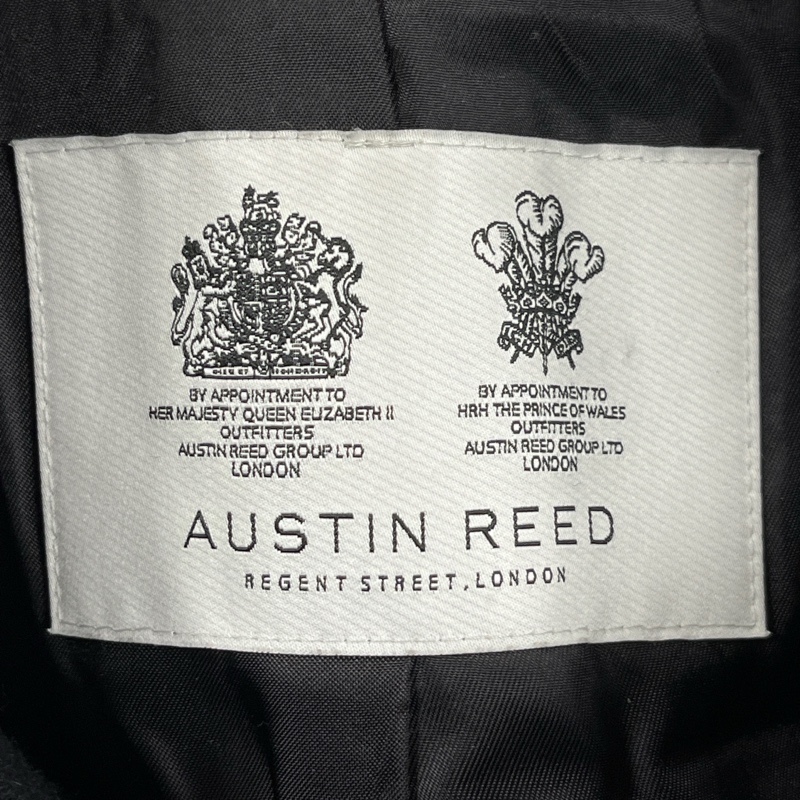 BY APPOINTMENT TO
HER MAJESTY QUEEN ELIZABETH II
OUTFITTERS
AUSTIN REED GROUP LTD
LONDON
BY APPOINTMENT TO
HRH THE PRINCE OF WALES
OUTFITTERS
AUSTIN REED GROUP LTD
LONDON
AUSTIN REED
REGENT STREET, LONDON